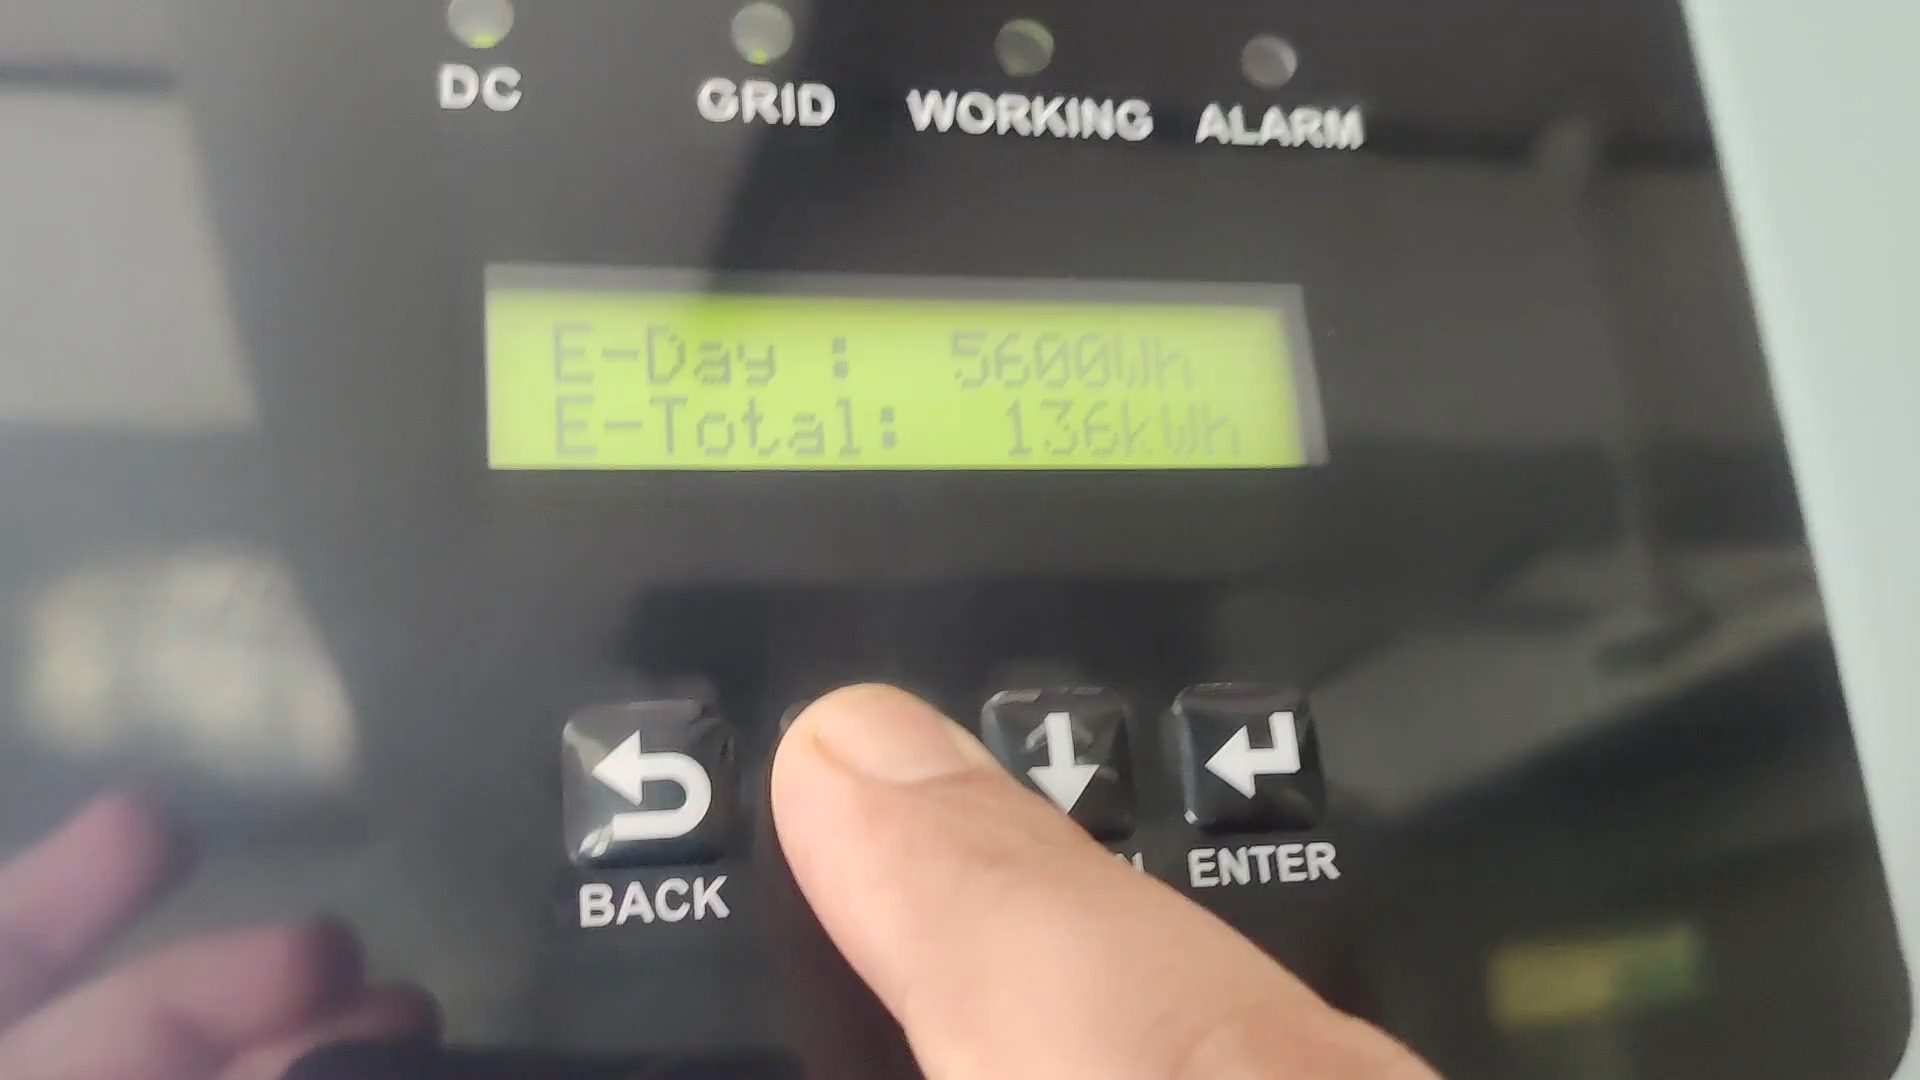 DC GRID WORKING ALARM
E-Day : 5600Wh
E-Total: 136kWh
BACK ENTER